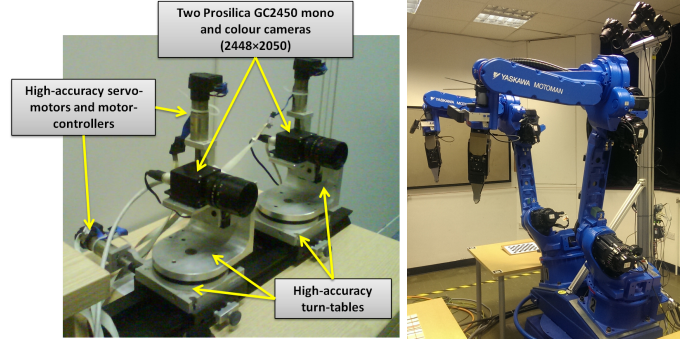 Two Prosilica GC2450 mono
and colour cameras
(2448×2050)
High-accuracy servo-
motors and motor-
controllers
High-accuracy
turn-tables
YASKAWA MOTOMAN
YASKAWA